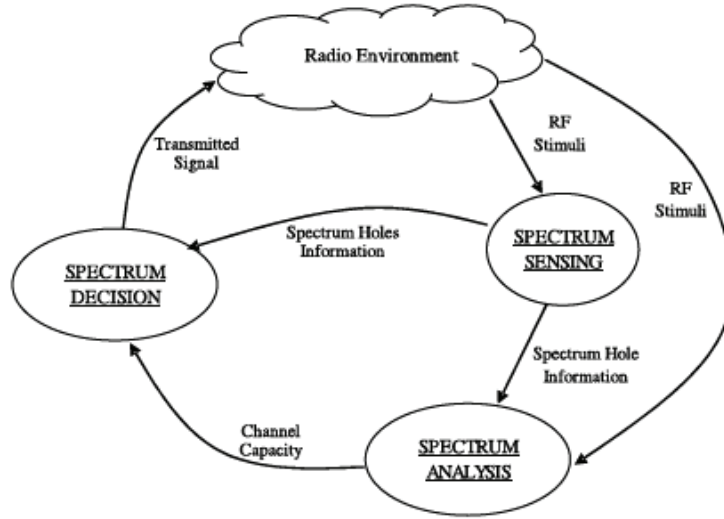 Radio Environment
RF
Stimuli
Transmitted
Signal
RF
Stimuli
Spectrum Holes
Information
SPECTRUM
SENSING
SPECTRUM
DECISION
Spectrum Hole
Information
Channel
Capacity
SPECTRUM
ANALYSIS